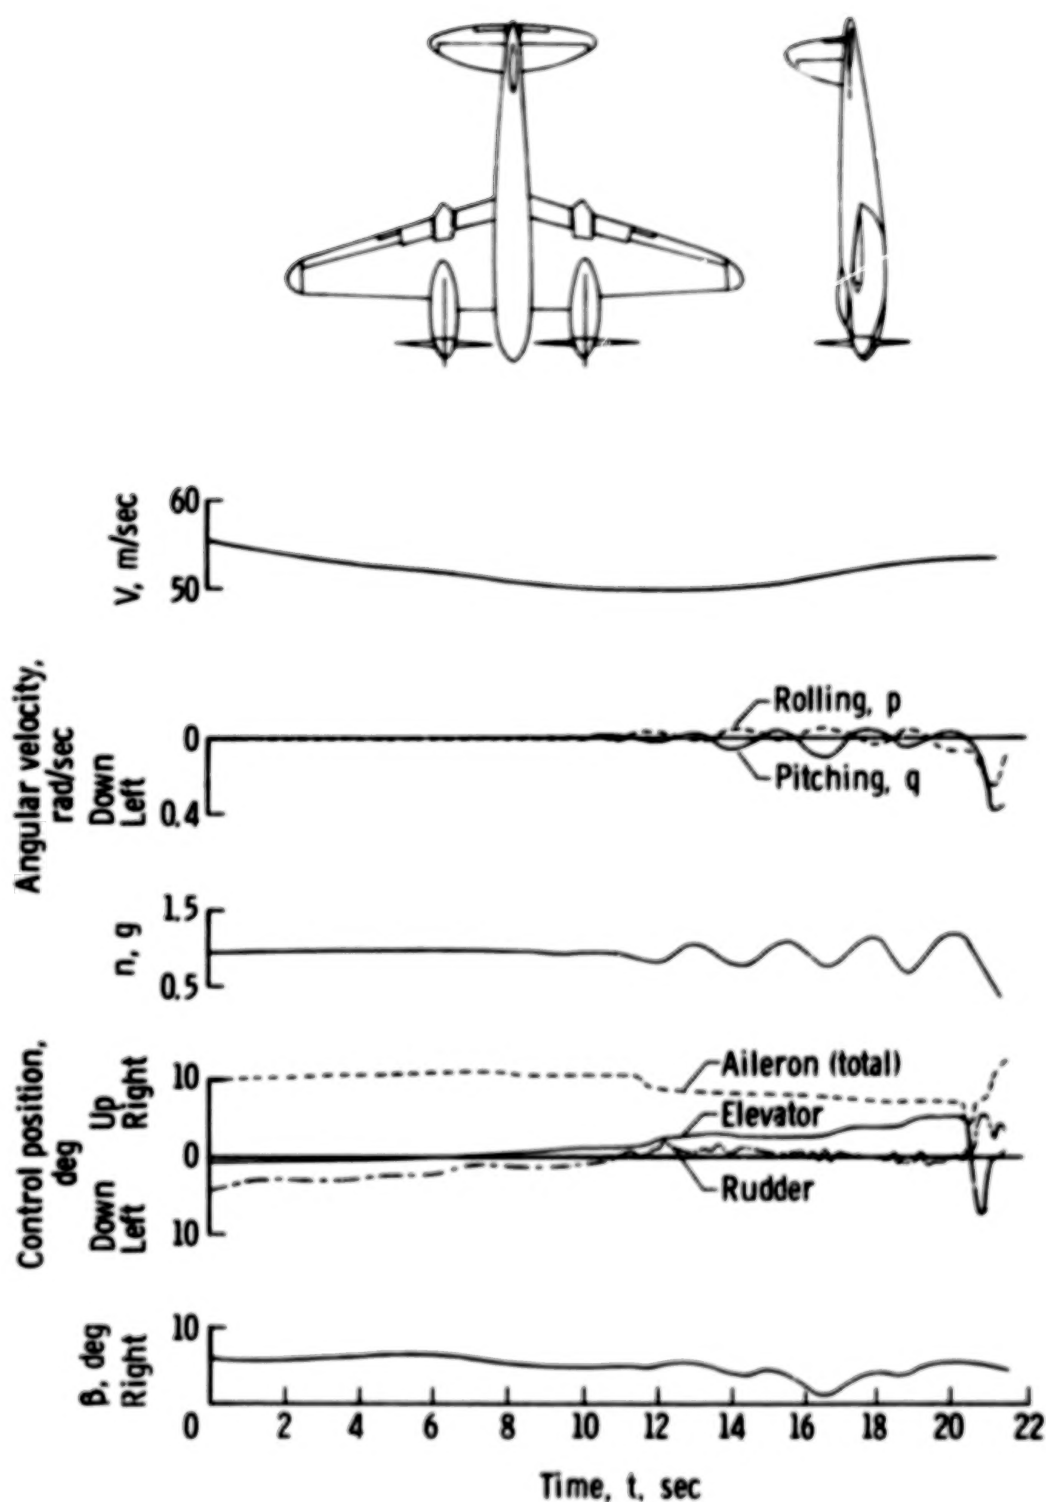 60
V, m/sec
50
Angular velocity,
rad/sec
Down
Left
0
0.4
Rolling, p
Pitching, q
n, g
1.5
0.5
Control position,
deg
Up
Right
Down
Left
10
0
10
Aileron (total)
Elevator
Rudder
β, deg
Right
10
0 2 4 6 8 10 12 14 16 18 20 22
Time, t, sec